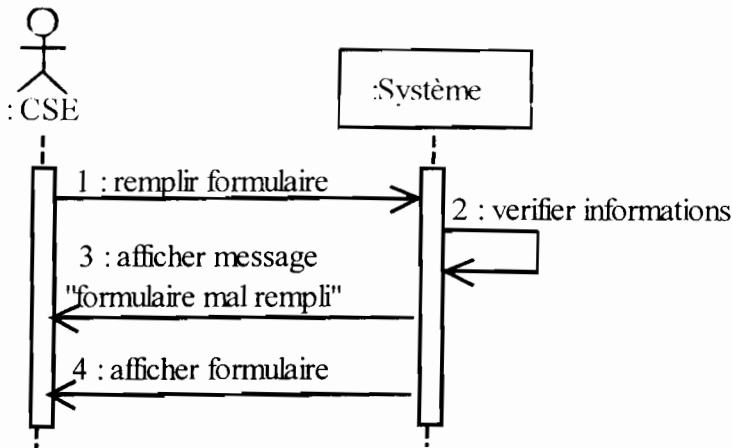 : CSE
:Système
1 : remplir formulaire
2 : verifier informations
3 : afficher message
"formulaire mal rempli"
4 : afficher formulaire